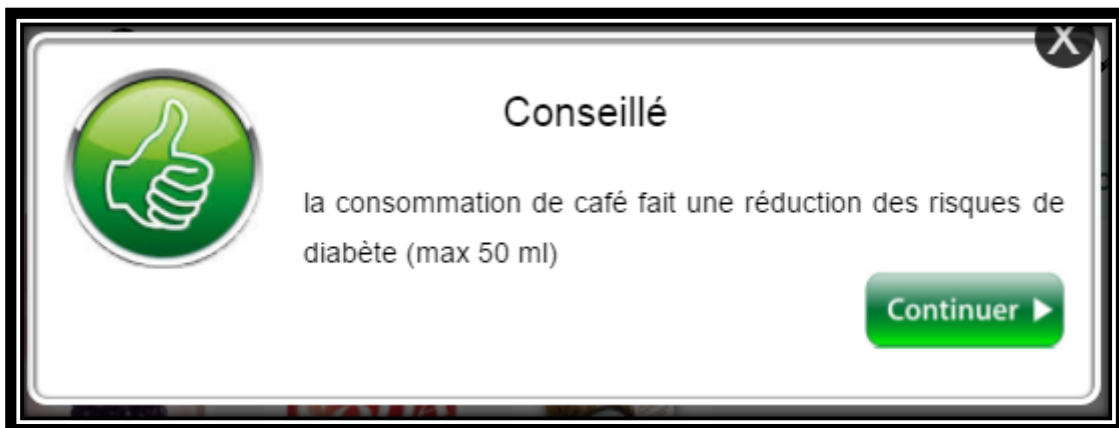 X
Conseillé
la consommation de café fait une réduction des risques de
diabète (max 50 ml)
Continuer